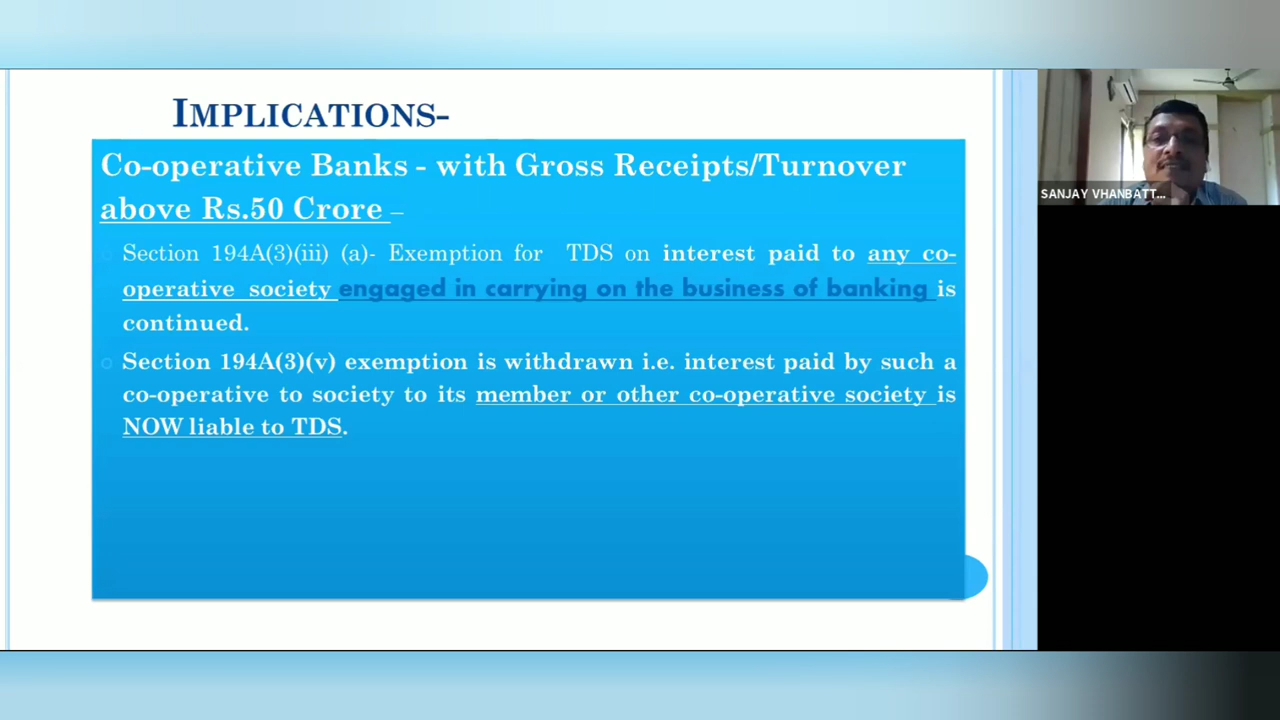 IMPLICATIONS-
Co-operative Banks - with Gross Receipts/Turnover
above Rs.50 Crore –
Section 194A(3)(iii) (a)- Exemption for TDS on interest paid to any co-
operative society engaged in carrying on the business of banking is
continued.
Section 194A(3)(v) exemption is withdrawn i.e. interest paid by such a
co-operative to society to its member or other co-operative society is
NOW liable to TDS.
SANJAY VHANBATT...